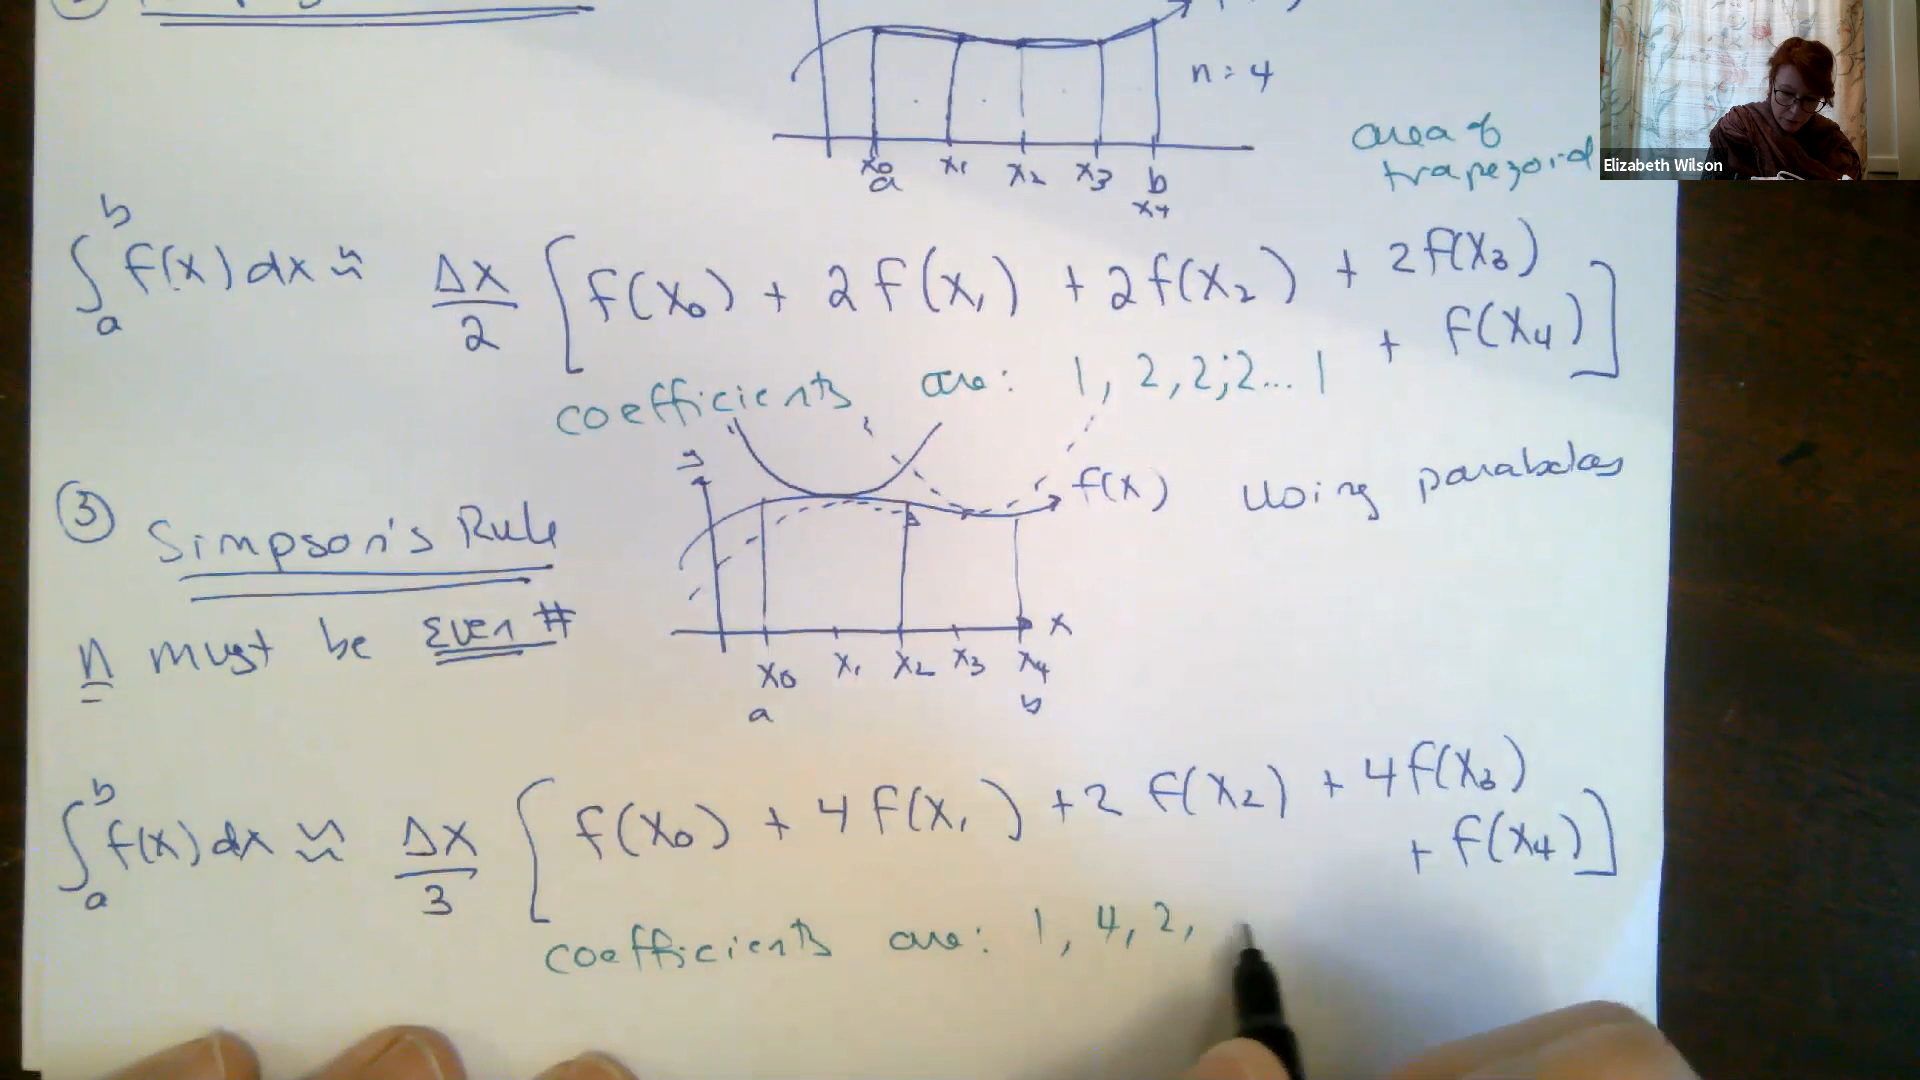 n = 4
x₀ x₁ x₂ x₃ b
a x₄
area of
trapezoid
Elizabeth Wilson
∫ₐᵇ f(x) dx ≈ Δx/2 [f(x₀) + 2f(x₁) + 2f(x₂) + 2f(x₃)
+ f(x₄)]
coefficients are: 1, 2, 2, 2... 1
y
f(x) using parabolas
③ Simpson's Rule
n must be Even #
x
x₀ x₁ x₂ x₃ x₄
a b
∫ₐᵇ f(x) dx ≈ Δx/3 [f(x₀) + 4f(x₁) + 2f(x₂) + 4f(x₃)
+ f(x₄)]
coefficients are: 1, 4, 2,